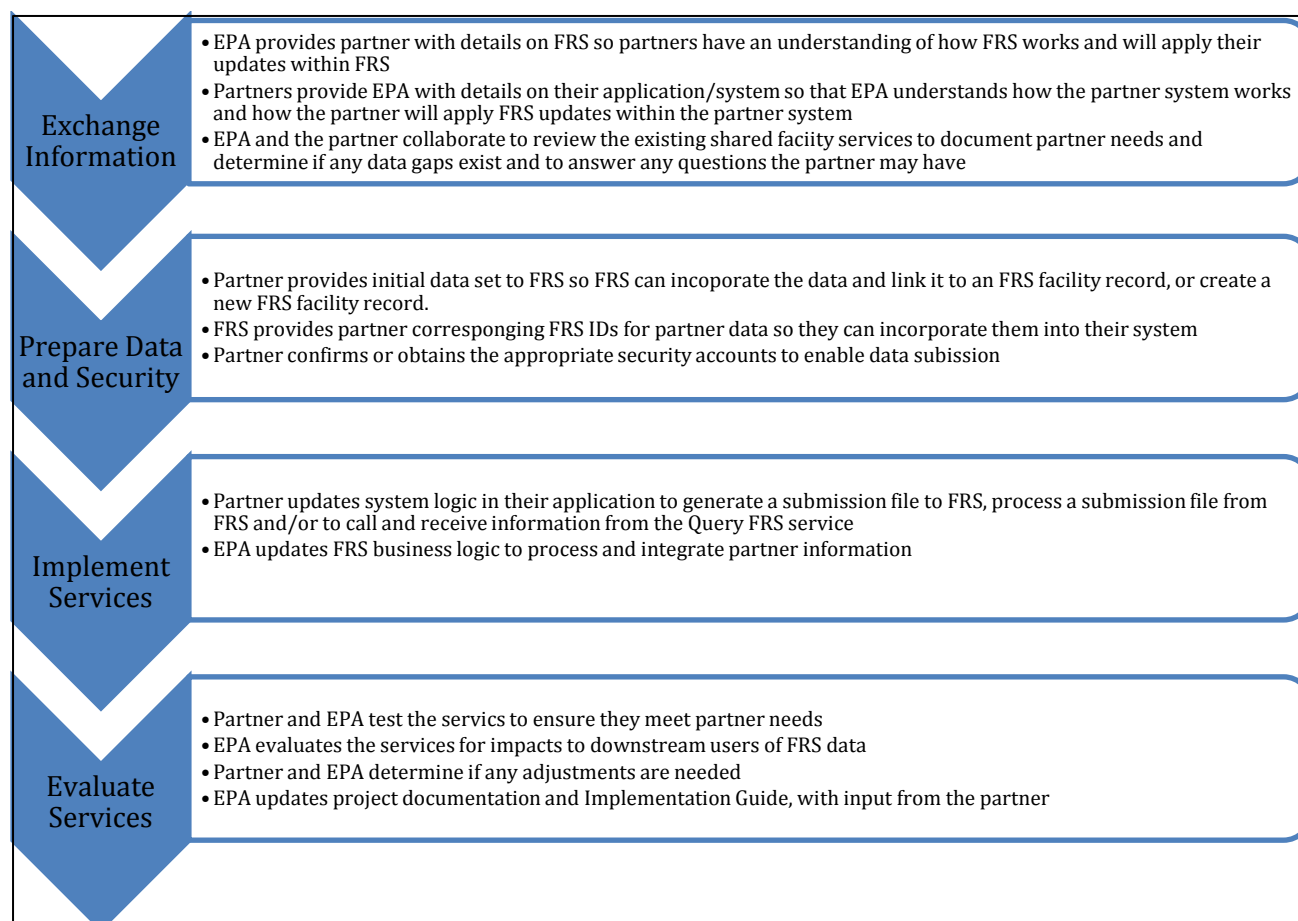 Exchange
Information
• EPA provides partner with details on FRS so partners have an understanding of how FRS works and will apply their
updates within FRS
• Partners provide EPA with details on their application/system so that EPA understands how the partner system works
and how the partner will apply FRS updates within the partner system
• EPA and the partner collaborate to review the existing shared faciity services to document partner needs and
determine if any data gaps exist and to answer any questions the partner may have
Prepare Data
and Security
• Partner provides initial data set to FRS so FRS can incoporate the data and link it to an FRS facility record, or create a
new FRS facility record.
• FRS provides partner corresponging FRS IDs for partner data so they can incorporate them into their system
• Partner confirms or obtains the appropriate security accounts to enable data subission
Implement
Services
• Partner updates system logic in their application to generate a submission file to FRS, process a submission file from
FRS and/or to call and receive information from the Query FRS service
• EPA updates FRS business logic to process and integrate partner information
Evaluate
Services
• Partner and EPA test the servics to ensure they meet partner needs
• EPA evaluates the services for impacts to downstream users of FRS data
• Partner and EPA determine if any adjustments are needed
• EPA updates project documentation and Implementation Guide, with input from the partner